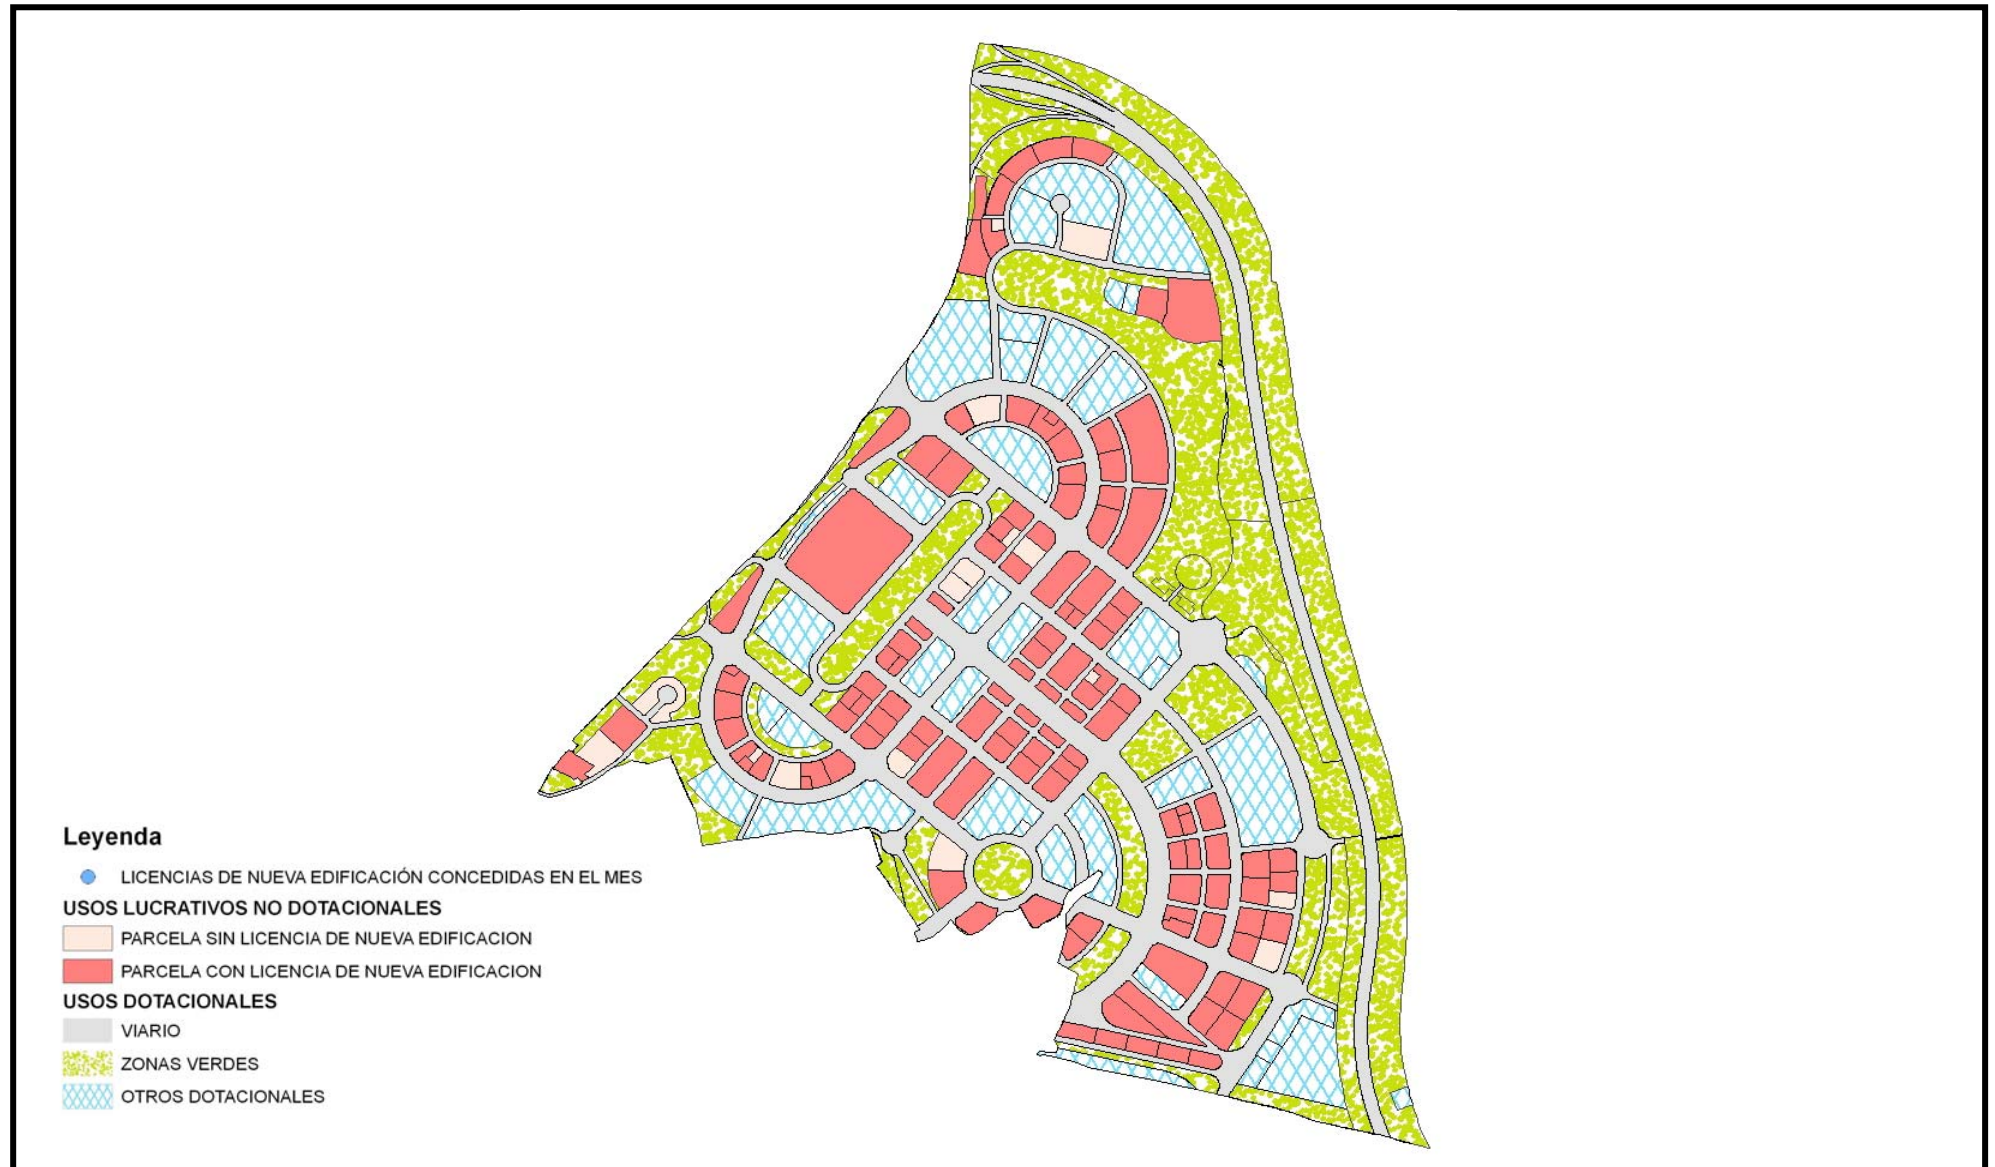 Leyenda
LICENCIAS DE NUEVA EDIFICACIÓN CONCEDIDAS EN EL MES
USOS LUCRATIVOS NO DOTACIONALES
PARCELA SIN LICENCIA DE NUEVA EDIFICACION
PARCELA CON LICENCIA DE NUEVA EDIFICACION
USOS DOTACIONALES
VIARIO
ZONAS VERDES
OTROS DOTACIONALES